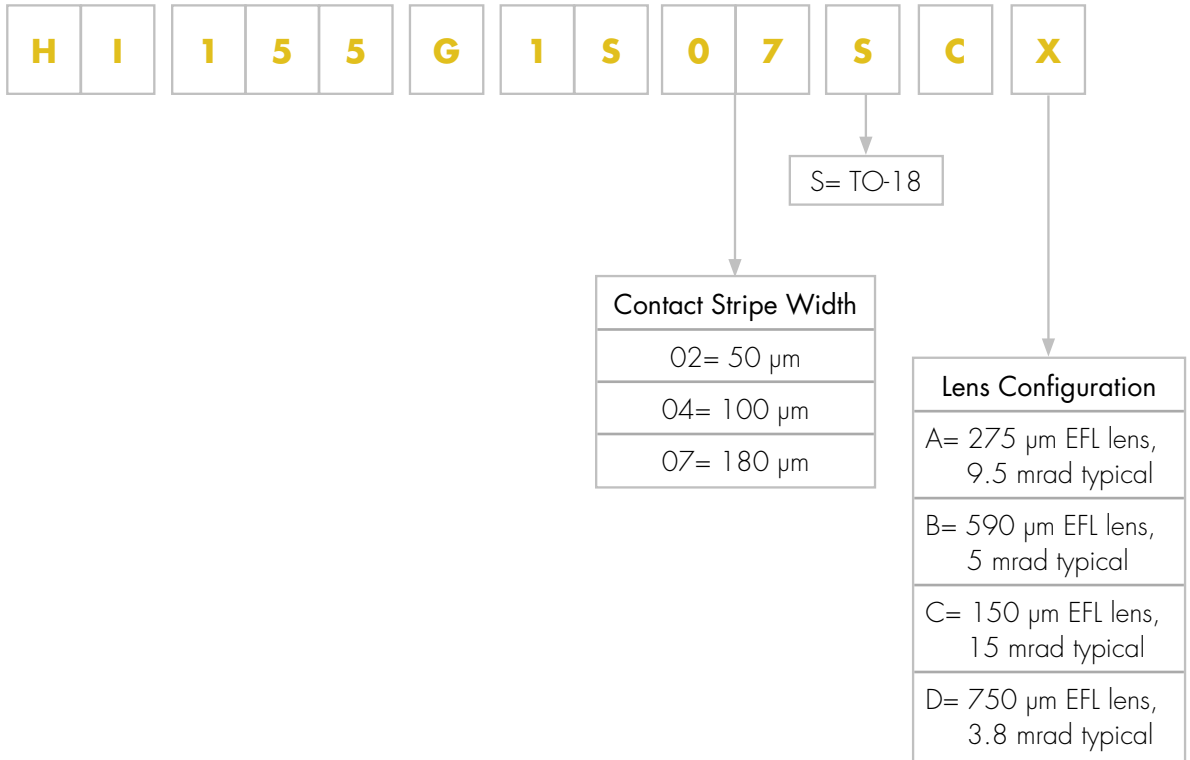 H I 1 5 5 G 1 S 0 7 S C X
S= TO-18
Contact Stripe Width
02= 50 µm
04= 100 µm
07= 180 µm
Lens Configuration
A= 275 µm EFL lens,
9.5 mrad typical
B= 590 µm EFL lens,
5 mrad typical
C= 150 µm EFL lens,
15 mrad typical
D= 750 µm EFL lens,
3.8 mrad typical